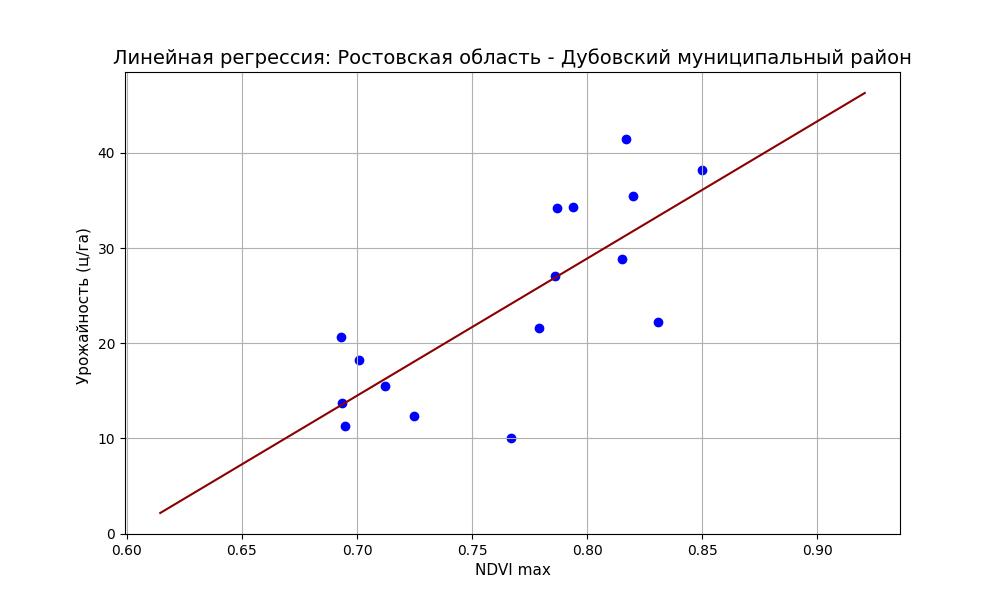 Линейная регрессия: Ростовская область - Дубовский муниципальный район
Урожайность (ц/га)
40
30
20
10
0
0.60 0.65 0.70 0.75 0.80 0.85 0.90
NDVI max